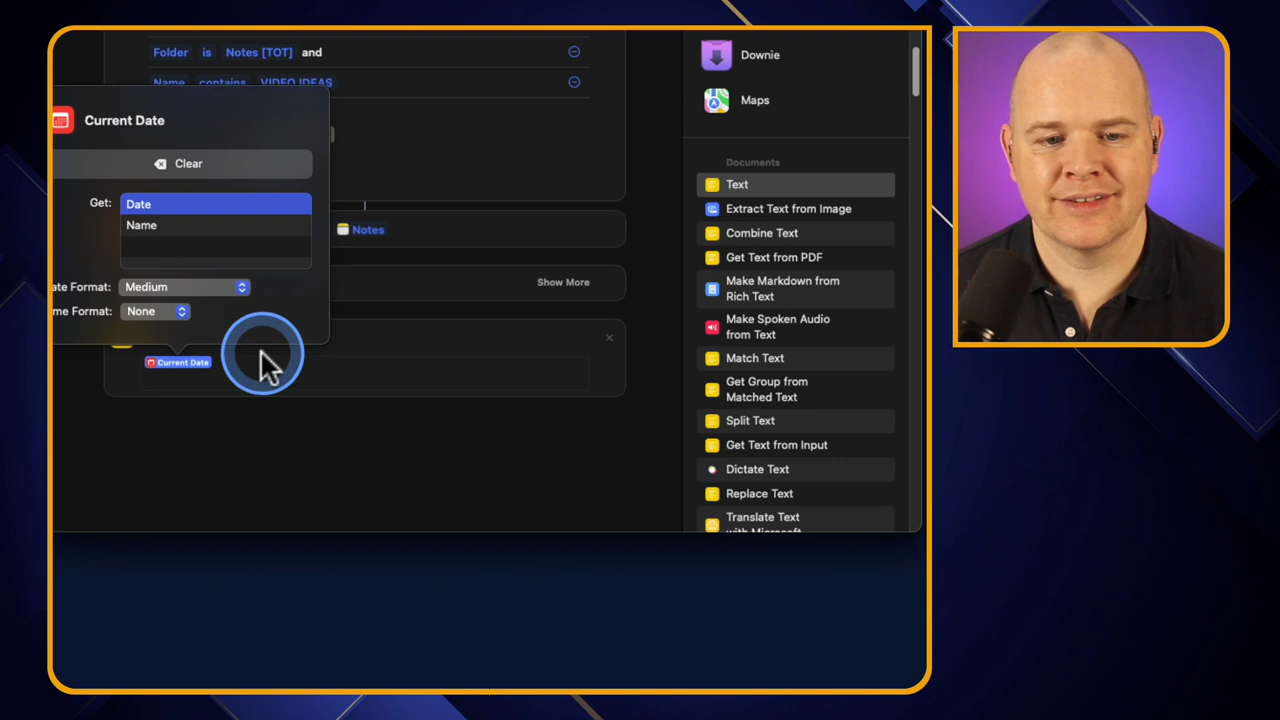 Folder is Notes [TOT] and
Name contains VIDEO IDEAS
Current Date
Clear
Get:
Date
Name
ate Format: Medium
me Format: None
Notes
Show More
Current Date
Downie
Maps
Documents
Text
Extract Text from Image
Combine Text
Get Text from PDF
Make Markdown from
Rich Text
Make Spoken Audio
from Text
Match Text
Get Group from
Matched Text
Split Text
Get Text from Input
Dictate Text
Replace Text
Translate Text
with Microsoft